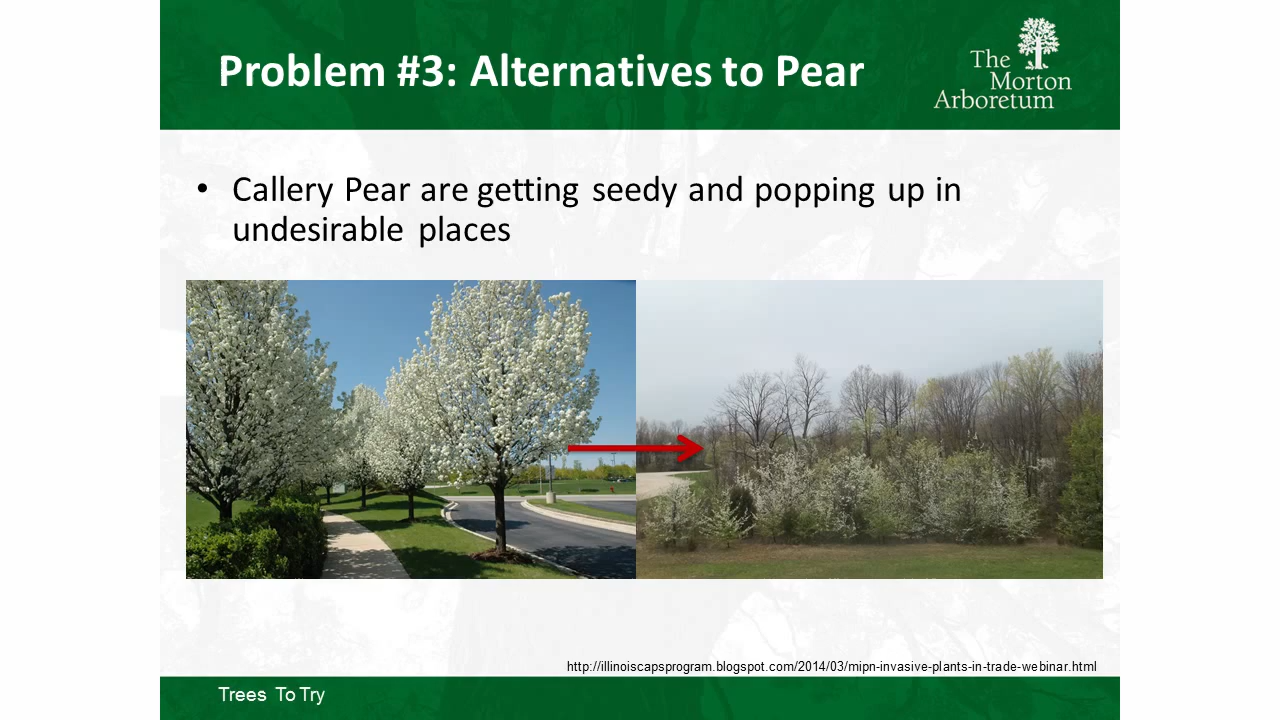 Problem #3: Alternatives to Pear
The
Morton
Arboretum
• Callery Pear are getting seedy and popping up in
undesirable places
http://illinoiscapsprogram.blogspot.com/2014/03/mipn-invasive-plants-in-trade-webinar.html
Trees To Try